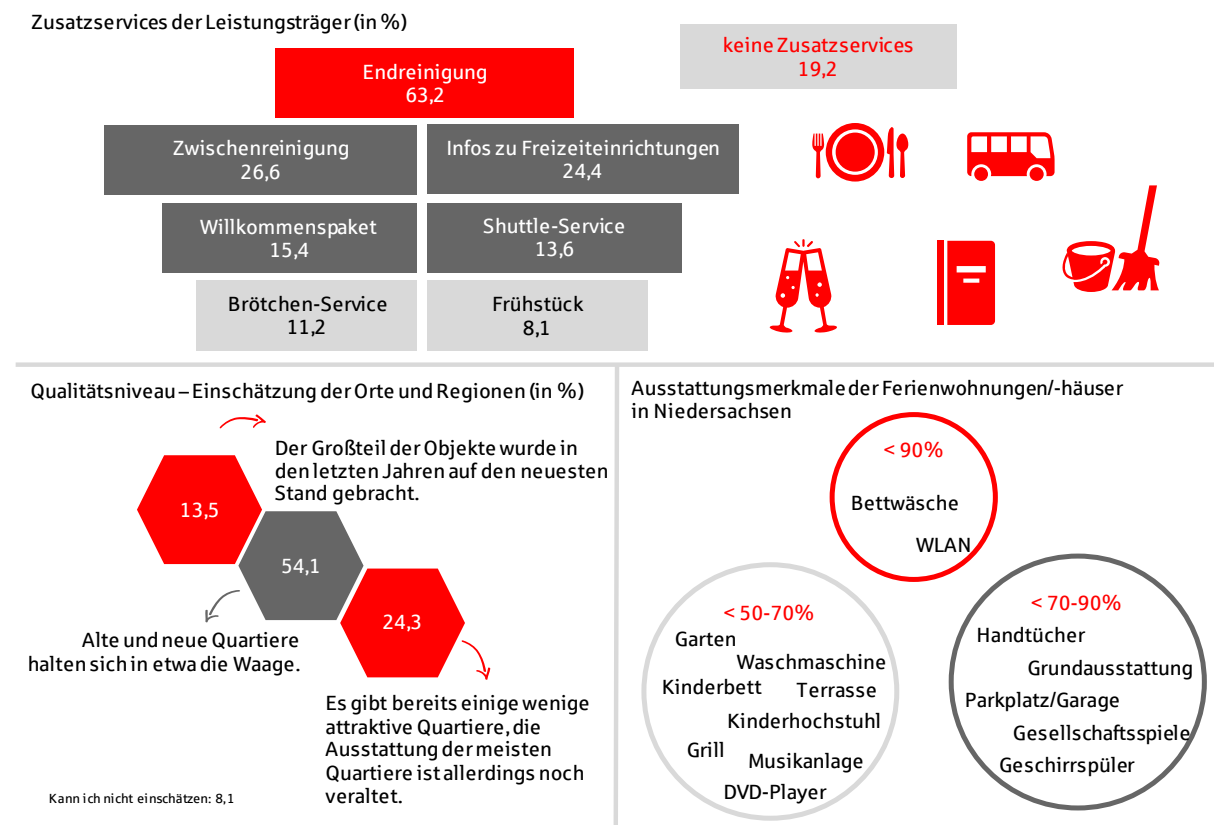 Zusatzservices der Leistungsträger (in %)
keine Zusatzservices
19,2
Endreinigung
63,2
Zwischenreinigung
26,6
Infos zu Freizeiteinrichtungen
24,4
Willkommenspaket
15,4
Shuttle-Service
13,6
Brötchen-Service
11,2
Frühstück
8,1
Qualitätsniveau – Einschätzung der Orte und Regionen (in %)
13,5
Der Großteil der Objekte wurde in
den letzten Jahren auf den neuesten
Stand gebracht.
54,1
Alte und neue Quartiere
halten sich in etwa die Waage.
24,3
Es gibt bereits einige wenige
attraktive Quartiere, die
Ausstattung der meisten
Quartiere ist allerdings noch
veraltet.
Kann ich nicht einschätzen: 8,1
Ausstattungsmerkmale der Ferienwohnungen/-häuser
in Niedersachsen
< 90%
Bettwäsche
WLAN
< 50-70%
Garten
Waschmaschine
Kinderbett
Terrasse
Kinderhochstuhl
Grill
Musikanlage
DVD-Player
< 70-90%
Handtücher
Grundausstattung
Parkplatz/Garage
Gesellschaftsspiele
Geschirrspüler